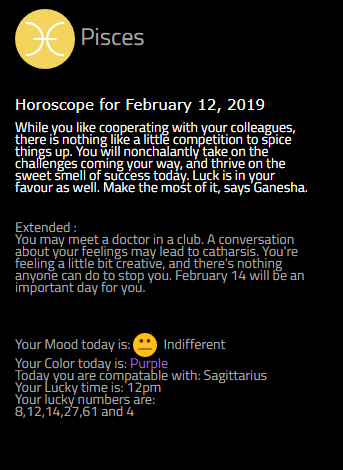 Pisces
Horoscope for February 12, 2019
While you like cooperating with your colleagues,
there is nothing like a little competition to spice
things up. You will nonchalantly take on the
challenges coming your way, and thrive on the
sweet smell of success today. Luck is in your
favour as well. Make the most of it, says Ganesha.
Extended :
You may meet a doctor in a club. A conversation
about your feelings may lead to catharsis. You're
feeling a little bit creative, and there's nothing
anyone can do to stop you. February 14 will be an
important day for you.
Your Mood today is: Indifferent
Your Color today is: Purple
Today you are compatable with: Sagittarius
Your Lucky time is: 12pm
Your lucky numbers are:
8,12,14,27,61 and 4